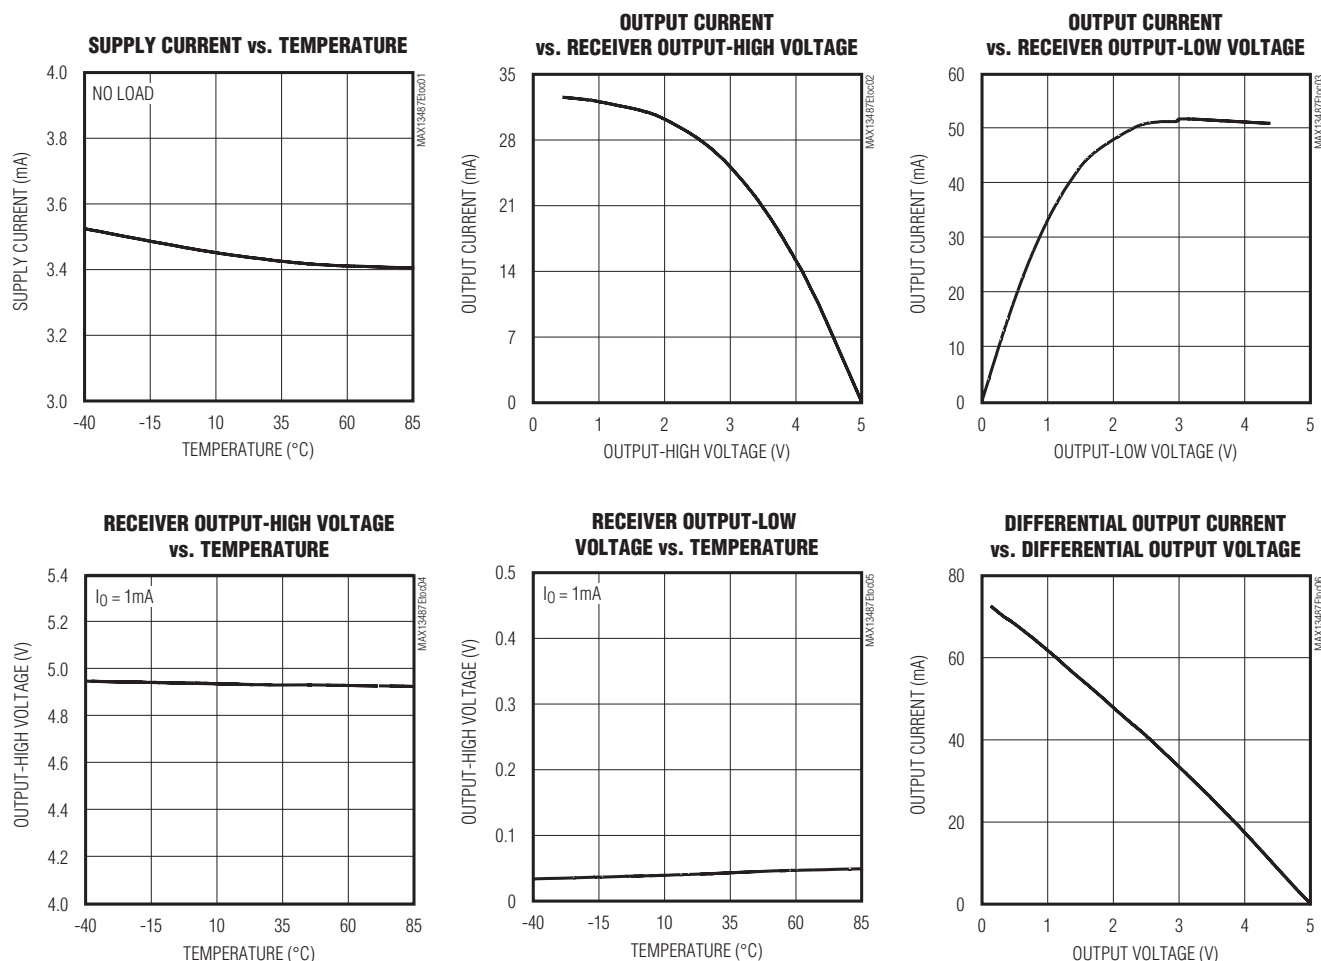 SUPPLY CURRENT vs. TEMPERATURE
4.0
3.8
3.6
3.4
3.2
3.0
SUPPLY CURRENT (mA)
NO LOAD
MAX13487Etoc01
-40 -15 10 35 60 85
TEMPERATURE (°C)
OUTPUT CURRENT
vs. RECEIVER OUTPUT-HIGH VOLTAGE
35
28
21
14
7
0
OUTPUT CURRENT (mA)
MAX13487Etoc02
0 1 2 3 4 5
OUTPUT-HIGH VOLTAGE (V)
OUTPUT CURRENT
vs. RECEIVER OUTPUT-LOW VOLTAGE
60
50
40
30
20
10
0
OUTPUT CURRENT (mA)
MAX13487Etoc03
0 1 2 3 4 5
OUTPUT-LOW VOLTAGE (V)
RECEIVER OUTPUT-HIGH VOLTAGE
vs. TEMPERATURE
5.4
5.2
5.0
4.8
4.6
4.4
4.2
4.0
OUTPUT-HIGH VOLTAGE (V)
IO = 1mA
MAX13487Etoc04
-40 -15 10 35 60 85
TEMPERATURE (°C)
RECEIVER OUTPUT-LOW
VOLTAGE vs. TEMPERATURE
0.5
0.4
0.3
0.2
0.1
0
OUTPUT-HIGH VOLTAGE (V)
IO = 1mA
MAX13487Etoc05
-40 -15 10 35 60 85
TEMPERATURE (°C)
DIFFERENTIAL OUTPUT CURRENT
vs. DIFFERENTIAL OUTPUT VOLTAGE
80
60
40
20
0
OUTPUT CURRENT (mA)
MAX13487Etoc06
0 1 2 3 4 5
OUTPUT VOLTAGE (V)